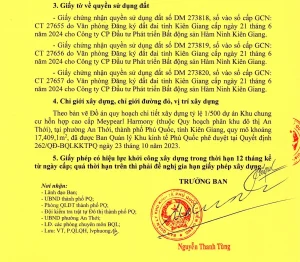 3. Giấy tờ về quyền sử dụng đất
- Giấy chứng nhận quyền sử dụng đất số DM 273818, số vào sổ cấp GCN:
CT 27655 do Văn phòng Đăng ký đất đai tỉnh Kiên Giang cấp ngày 21 tháng 6
năm 2024 cho Công ty CP Đầu tư Phát triển Bất động sản Hàm Ninh Kiên Giang.
- Giấy chứng nhận quyền sử dụng đất số DM 273819, số vào sổ cấp GCN:
CT 27656 do Văn phòng Đăng ký đất đai tỉnh Kiên Giang cấp ngày 21 tháng 6
năm 2024 cho Công ty CP Đầu tư Phát triển Bất động sản Hàm Ninh Kiên Giang.
- Giấy chứng nhận quyền sử dụng đất số DM 273820, số vào sổ cấp GCN:
CT 27657 do Văn phòng Đăng ký đất đai tỉnh Kiên Giang cấp ngày 21 tháng 6
năm 2024 cho Công ty CP Đầu tư Phát triển Bất động sản Hàm Ninh Kiên Giang.
4. Chỉ giới xây dựng, chỉ giới đường đỏ, vị trí xây dựng
Theo bản vẽ Đồ án quy hoạch chi tiết xây dựng tỷ lệ 1/500 dự án Khu chung
cư hỗn hợp cao cấp Meypearl Harmony (thuộc Quy hoạch phân khu đô thị An
Thới), tại phường An Thới, thành phố Phú Quốc, tỉnh Kiên Giang, quy mô khoảng
17,409,1m², đã được Ban Quản lý Khu kinh tế Phú Quốc phê duyệt tại Quyết định
262/QĐ-BQLKKTPQ ngày 23 tháng 10 năm 2023.
5. Giấy phép có hiệu lực khởi công xây dựng trong thời hạn 12 tháng kể
từ ngày cấp; quá thời hạn trên thì phải đề nghị gia hạn giấy phép xây dựng.
Nơi nhận:
- Lãnh đạo Ban;
- UBND thành phố PQ;
- Phòng QLĐT thành phố PQ;
- Đội kiểm tra trật tự Đô thị thành phố PQ;
- UBND phường An Thới;
- LĐ các phòng chuyên môn BQL;
- Lưu: VT, P.QLQH,
TRƯỞNG BAN
Nguyễn Thanh Tùng